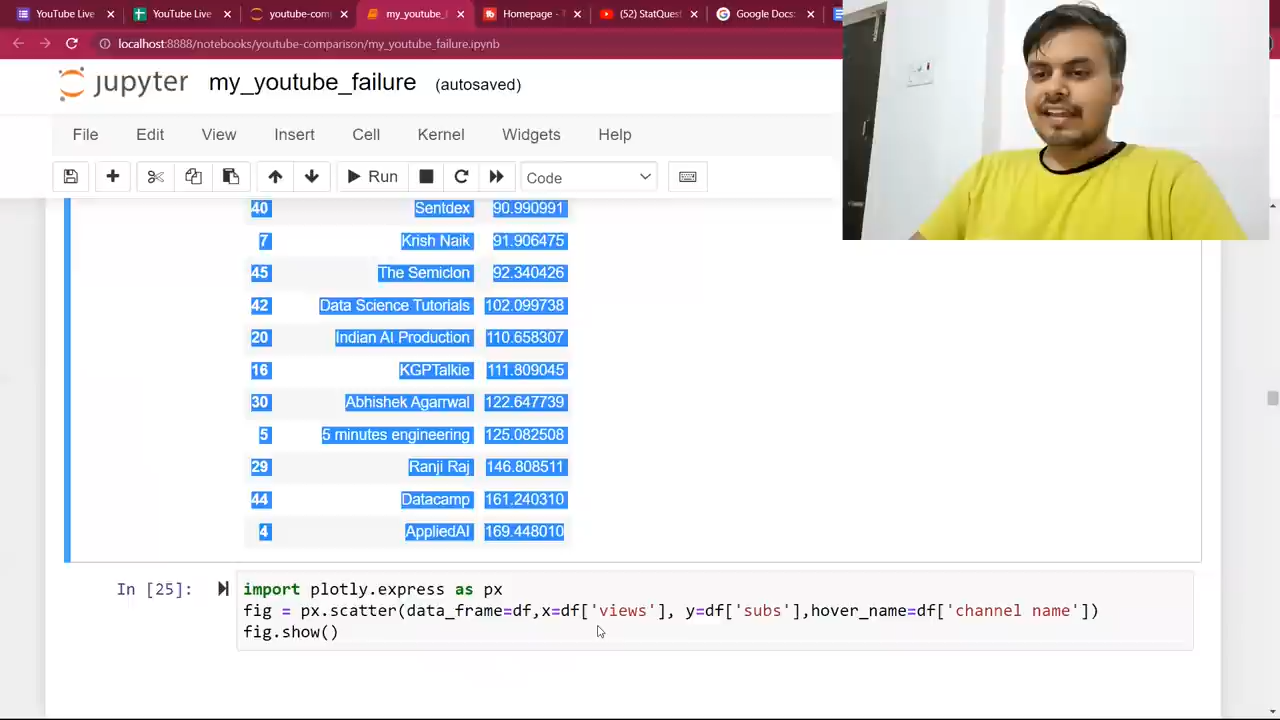 YouTube Live
YouTube Live
youtube-com
my_youtube_
Homepage - T
(52) StatQuest
Google Docs:
localhost:8888/notebooks/youtube-comparison/my_youtube_failure.ipynb
jupyter my_youtube_failure (autosaved)
File Edit View Insert Cell Kernel Widgets Help
Run Code
40 Sentdex 90.990991
7 Krish Naik 91.906475
45 The Semiclon 92.340426
42 Data Science Tutorials 102.099738
20 Indian AI Production 110.658307
16 KGPTalkie 111.809045
30 Abhishek Agarrwal 122.647739
5 5 minutes engineering 125.082508
29 Ranji Raj 146.808511
44 Datacamp 161.240310
4 AppliedAI 169.448010
In [25]: import plotly.express as px
fig = px.scatter(data_frame=df,x=df['views'], y=df['subs'],hover_name=df['channel name'])
fig.show()